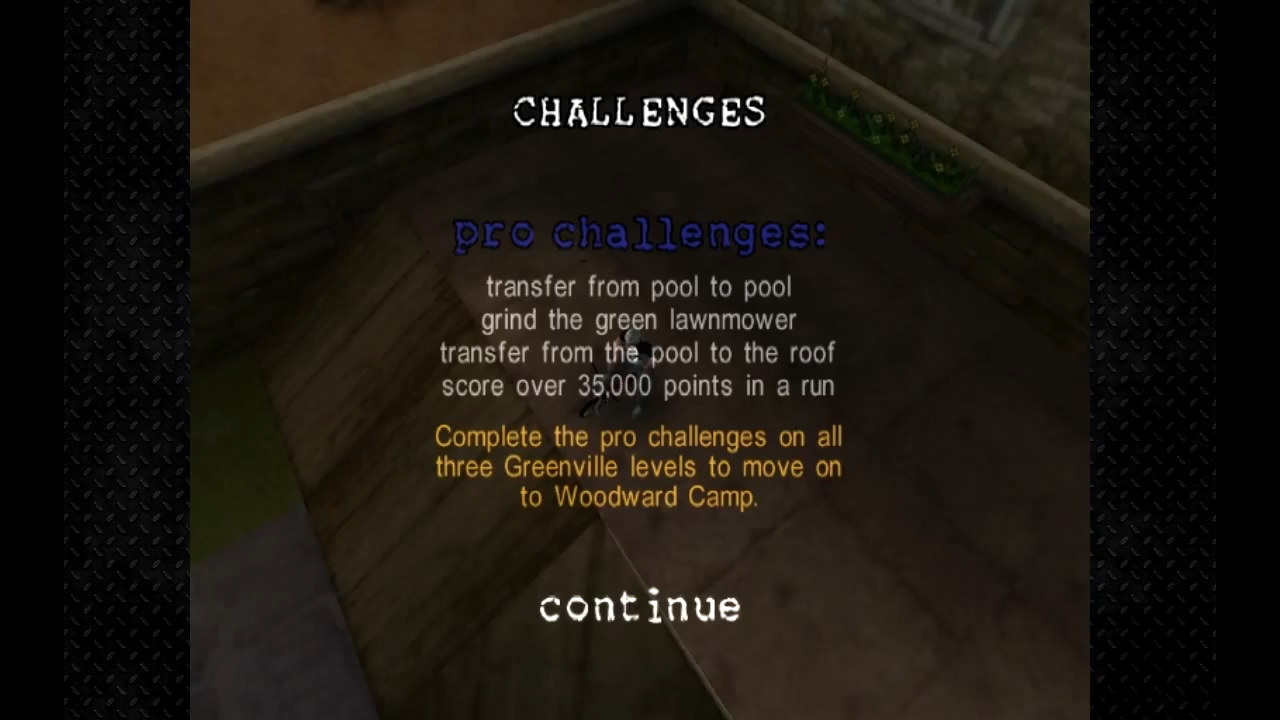 CHALLENGES
pro challenges:
transfer from pool to pool
grind the green lawnmower
transfer from the pool to the roof
score over 35,000 points in a run
Complete the pro challenges on all
three Greenville levels to move on
to Woodward Camp.
continue